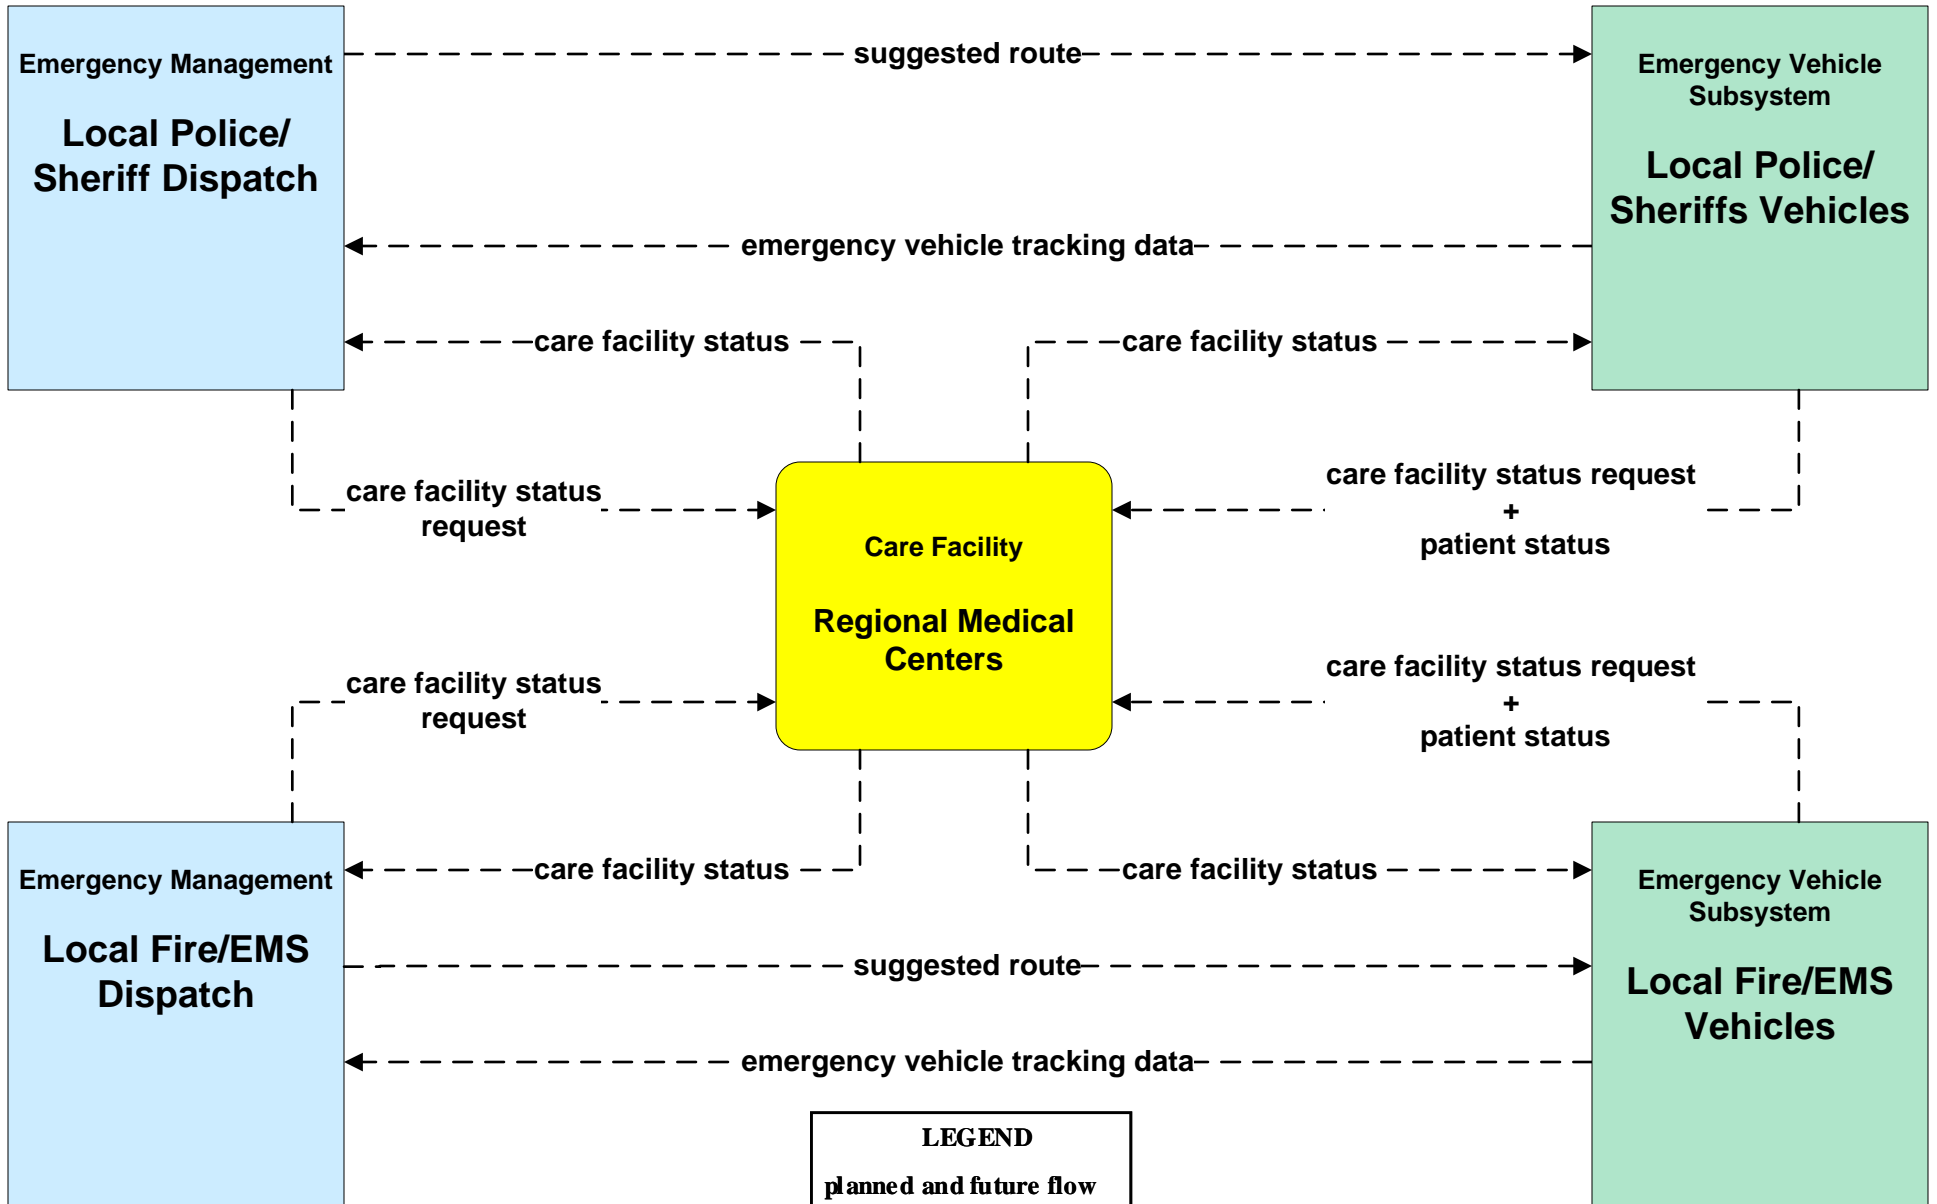 Emergency Management
Local Police/
Sheriff Dispatch
suggested route
Emergency Vehicle
Subsystem
Local Police/
Sheriffs Vehicles
emergency vehicle tracking data
care facility status
care facility status
care facility status
request
care facility status request
+
patient status
Care Facility
Regional Medical
Centers
care facility status
request
care facility status request
+
patient status
Emergency Management
Local Fire/EMS
Dispatch
care facility status
care facility status
Emergency Vehicle
Subsystem
Local Fire/EMS
Vehicles
suggested route
emergency vehicle tracking data
LEGEND
planned and future flow